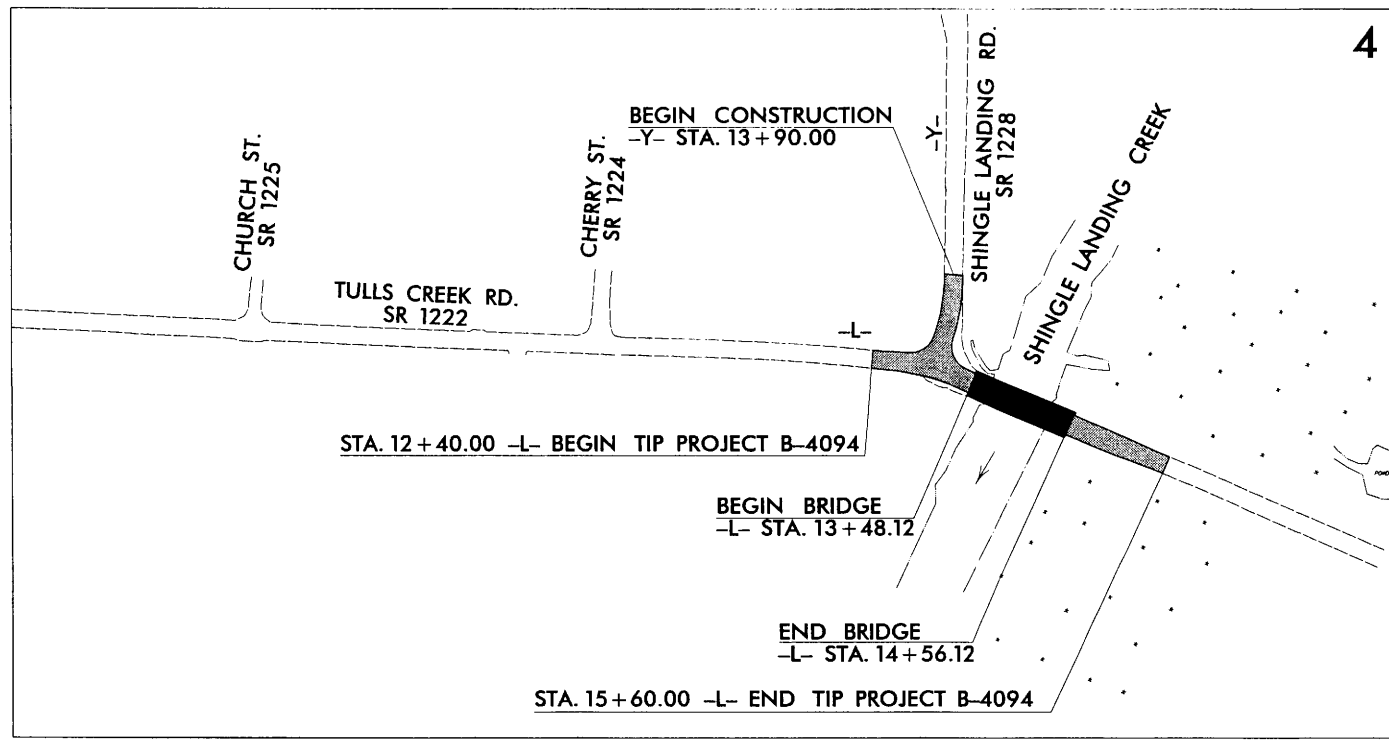 4
BEGIN CONSTRUCTION
-Y- STA. 13+90.00
-Y-
SHINGLE LANDING RD.
SR 1228
SHINGLE LANDING CREEK
CHURCH ST.
SR 1225
CHERRY ST.
SR 1224
TULLS CREEK RD.
SR 1222
-L-
STA. 12+40.00 -L- BEGIN TIP PROJECT B-4094
BEGIN BRIDGE
-L- STA. 13+48.12
POND
END BRIDGE
-L- STA. 14+56.12
STA. 15+60.00 -L- END TIP PROJECT B-4094